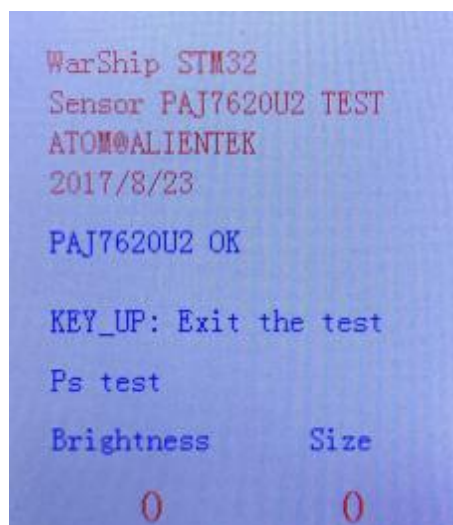 WarShip STM32
Sensor PAJ7620U2 TEST
ATOM@ALIENTEK
2017/8/23
PAJ7620U2 OK
KEY_UP: Exit the test
Ps test
Brightness Size
0 0